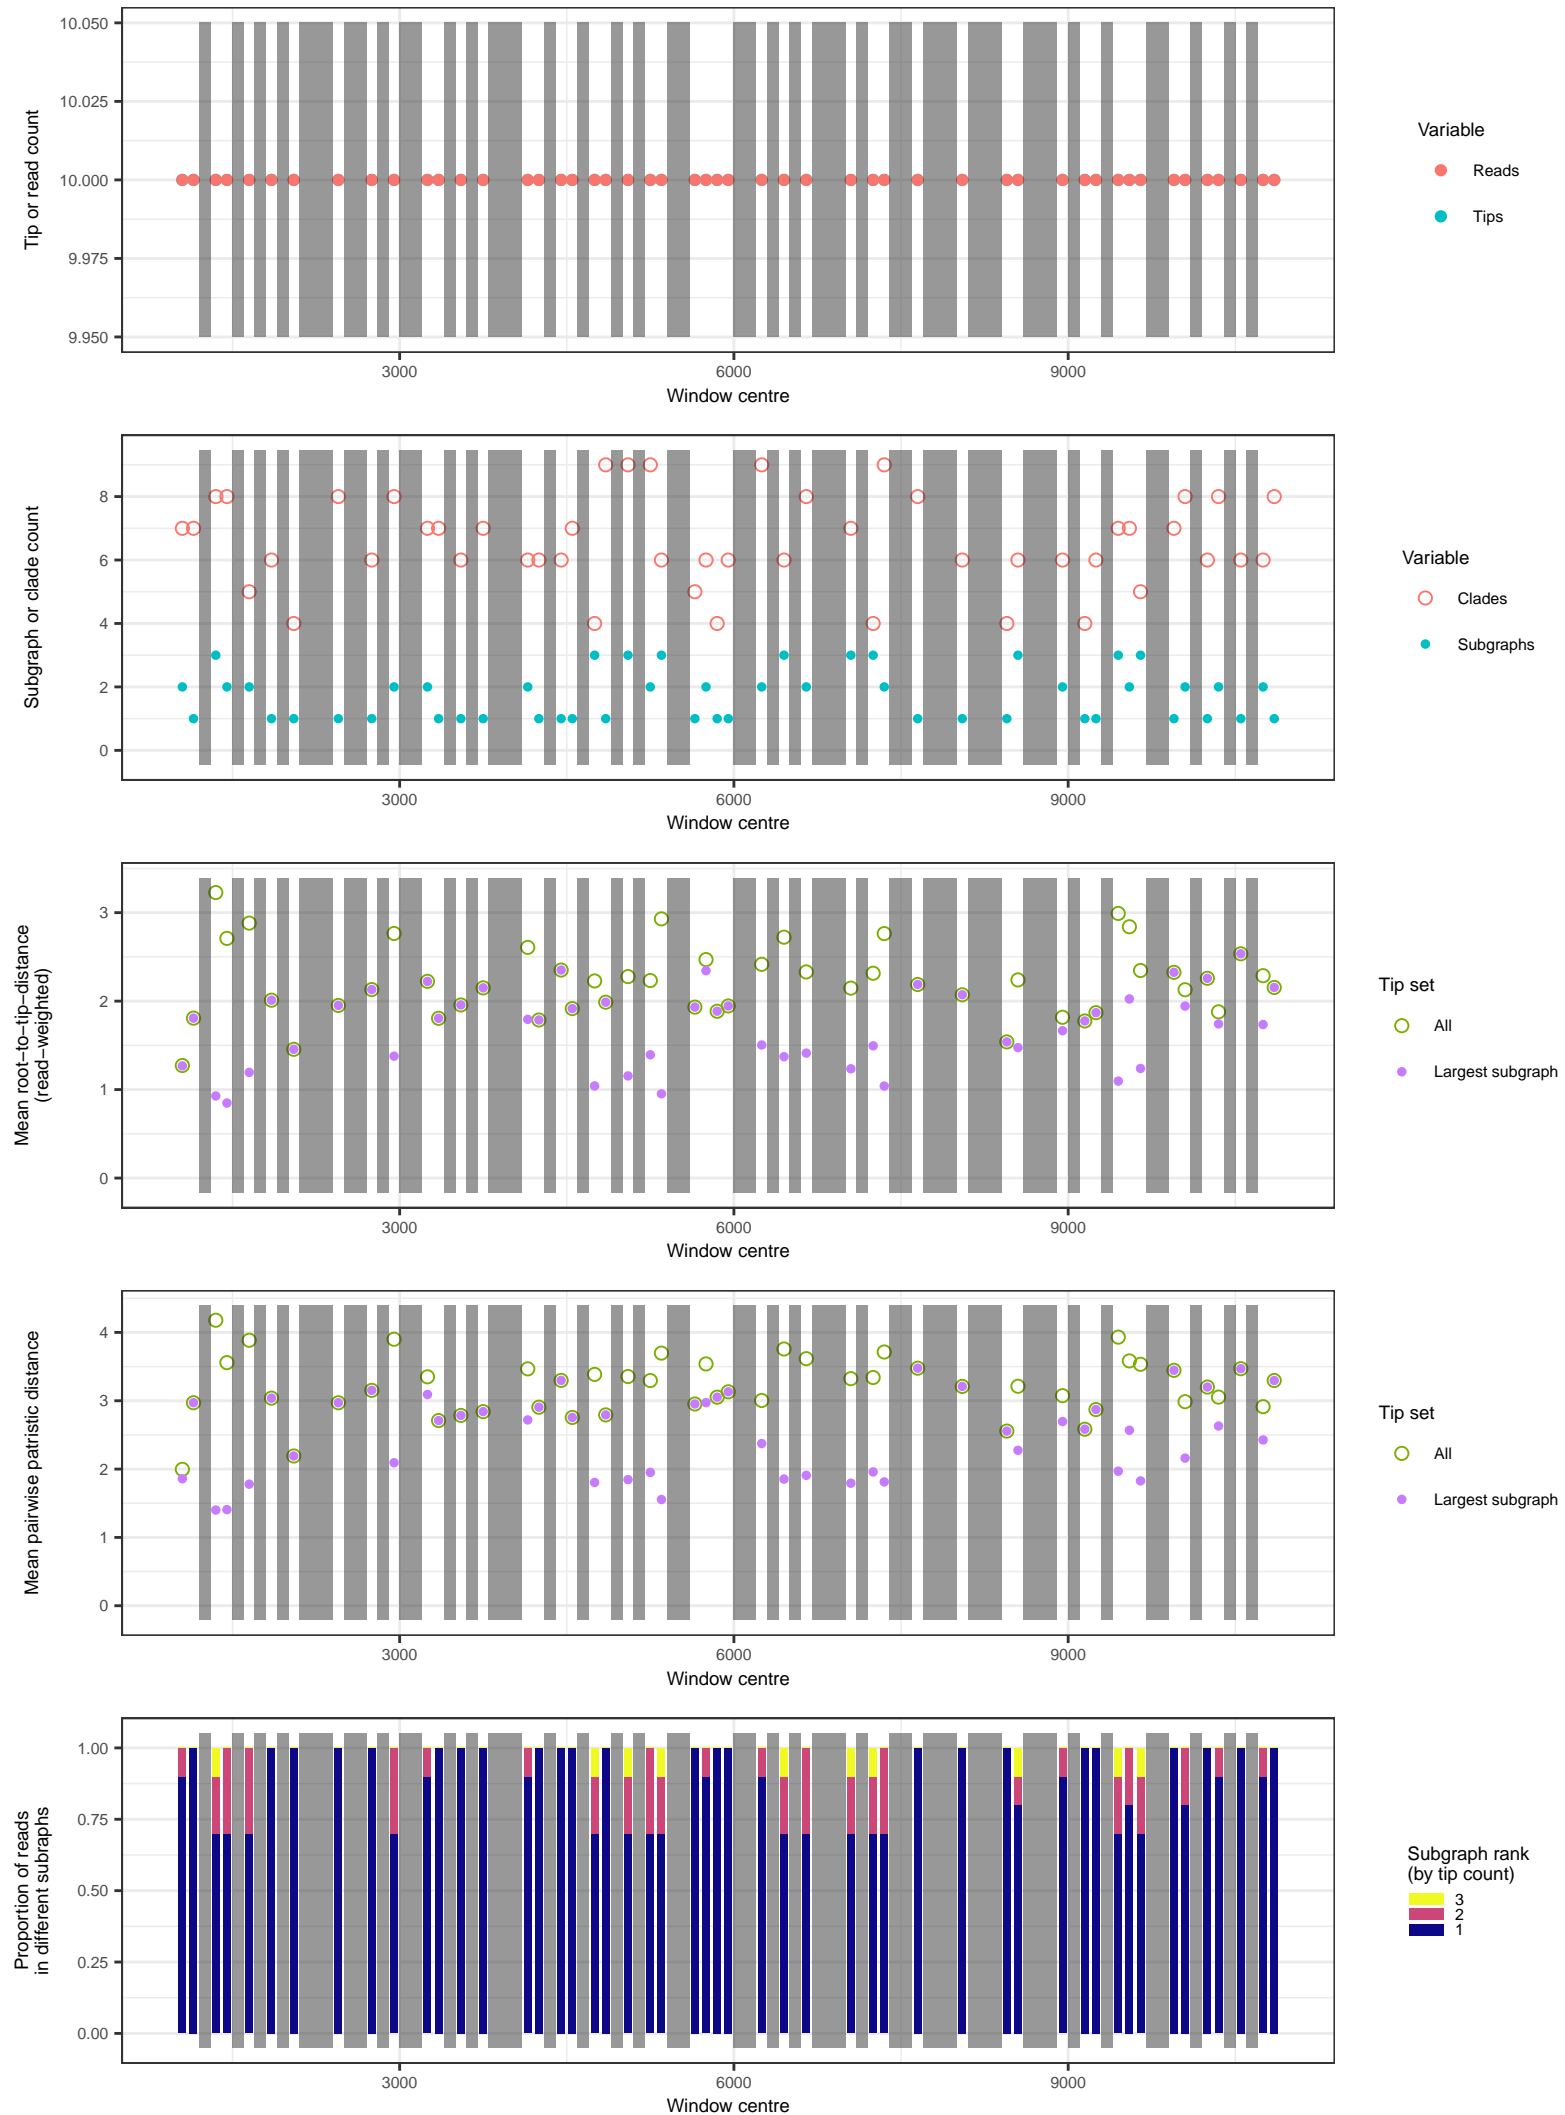 10.050
10.025
10.000
9.975
9.950
Tip or read count
3000
6000
9000
Window centre
Variable
Reads
Tips
8
6
4
2
0
Subgraph or clade count
3000
6000
9000
Window centre
Variable
Clades
Subgraphs
3
2
1
0
Mean root−to−tip−distance
(read−weighted)
3000
6000
9000
Window centre
Tip set
All
Largest subgraph
4
3
2
1
0
Mean pairwise patristic distance
3000
6000
9000
Window centre
Tip set
All
Largest subgraph
1.00
0.75
0.50
0.25
0.00
Proportion of reads
in different subraphs
3000
6000
9000
Window centre
Subgraph rank
(by tip count)
3
2
1